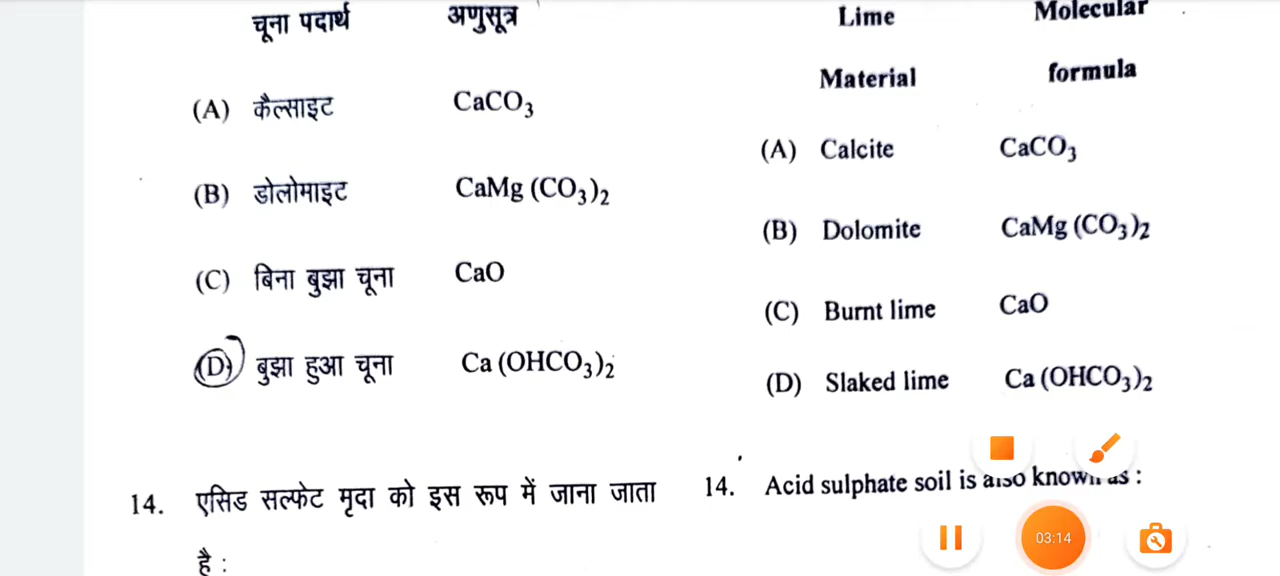 चूना पदार्थ अणुसूत्र
(A) कैल्साइट CaCO₃
(B) डोलोमाइट CaMg (CO₃)₂
(C) बिना बुझा चूना CaO
(D) बुझा हुआ चूना Ca (OHCO₃)₂
14. एसिड सल्फेट मृदा को इस रूप में जाना जाता
है :
Lime Molecular
Material formula
(A) Calcite CaCO₃
(B) Dolomite CaMg (CO₃)₂
(C) Burnt lime CaO
(D) Slaked lime Ca (OHCO₃)₂
14. Acid sulphate soil is also known as :
03:14